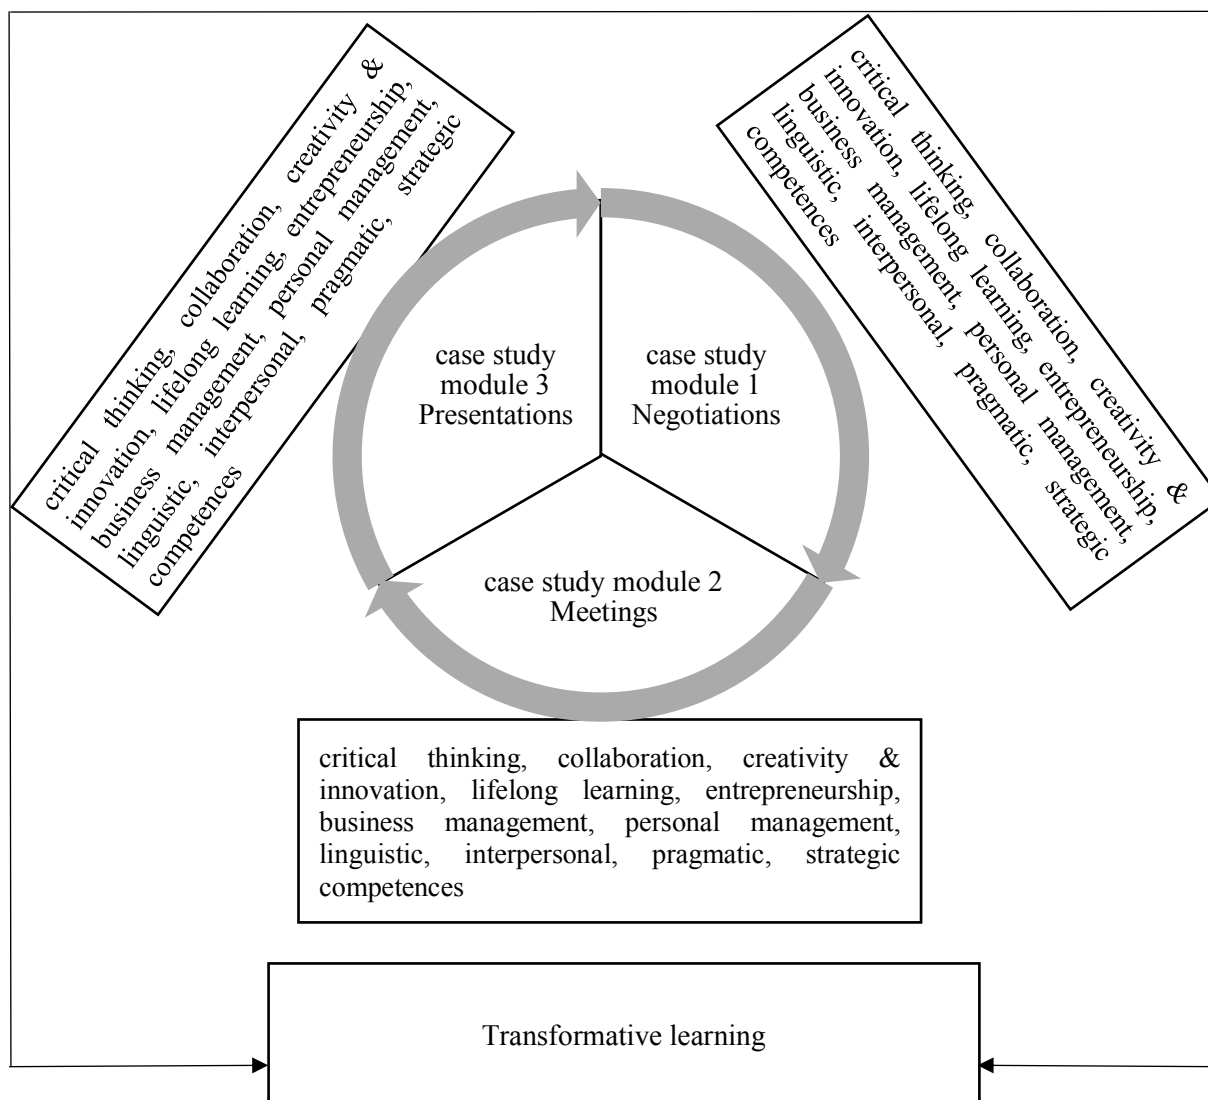 critical thinking, collaboration, creativity &
innovation, lifelong learning, entrepreneurship,
business management, personal management,
linguistic, interpersonal, pragmatic, strategic
competences
critical thinking, collaboration, creativity &
innovation, lifelong learning, entrepreneurship,
business management, personal management,
linguistic, interpersonal, pragmatic, strategic
competences
case study
module 3
Presentations
case study
module 1
Negotiations
case study module 2
Meetings
critical thinking, collaboration, creativity &
innovation, lifelong learning, entrepreneurship,
business management, personal management,
linguistic, interpersonal, pragmatic, strategic
competences
Transformative learning